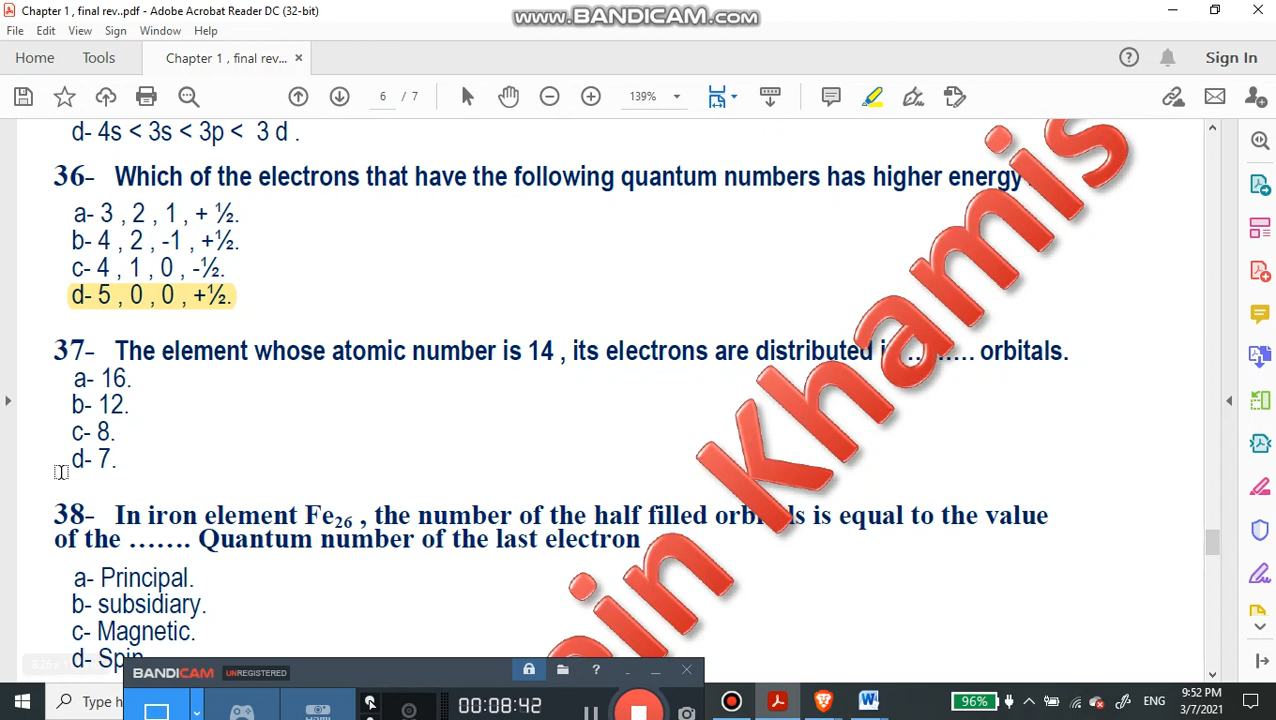 Chapter 1 , final rev..pdf - Adobe Acrobat Reader DC (32-bit)
WWW.BANDICAM.COM
File Edit View Sign Window Help
Home Tools Chapter 1 , final rev... × Sign In
6 / 7 139%
d- 4s < 3s < 3p < 3 d .
36- Which of the electrons that have the following quantum numbers has higher energy
a- 3 , 2 , 1 , + ½.
b- 4 , 2 , -1 , +½.
c- 4 , 1 , 0 , -½.
d- 5 , 0 , 0 , +½.
37- The element whose atomic number is 14 , its electrons are distributed i ......... orbitals.
a- 16.
b- 12.
c- 8.
d- 7.
38- In iron element Fe₂₆ , the number of the half filled orbitals is equal to the value
of the ....... Quantum number of the last electron
a- Principal.
b- subsidiary.
c- Magnetic.
d- Spin
Khamis
BANDICAM UNREGISTERED
00:08:42
Type h
96% ENG 9:52 PM
3/7/2021